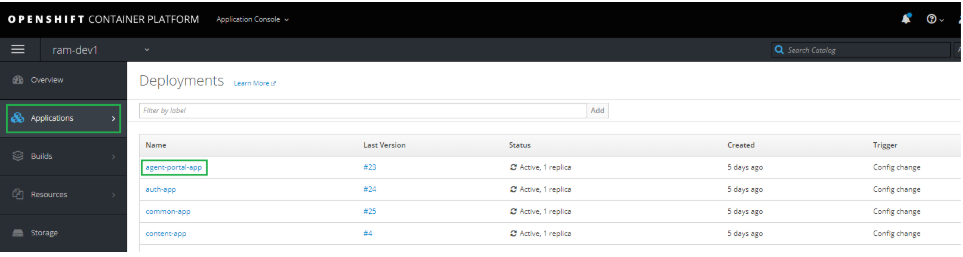 OPENSHIFT CONTAINER PLATFORM Application Console
ram-dev1 Search Catalog
Overview
Applications
Builds
Resources
Storage
Deployments Learn More
Filter by label Add
Name Last Version Status Created Trigger
agent-portal-app #23 Active, 1 replica 5 days ago Config change
auth-app #24 Active, 1 replica 5 days ago Config change
common-app #25 Active, 1 replica 5 days ago Config change
content-app #4 Active, 1 replica 5 days ago Config change